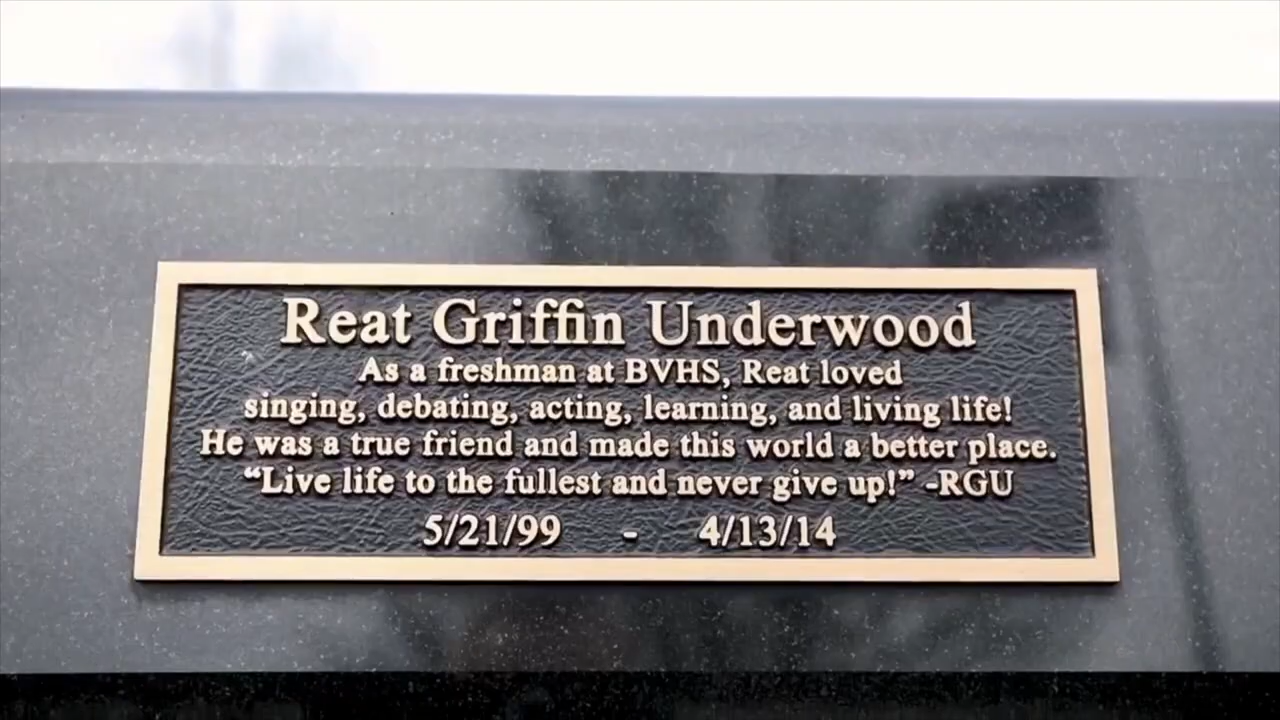 Reat Griffin Underwood
As a freshman at BVHS, Reat loved
singing, debating, acting, learning, and living life!
He was a true friend and made this world a better place.
“Live life to the fullest and never give up!” -RGU
5/21/99 - 4/13/14